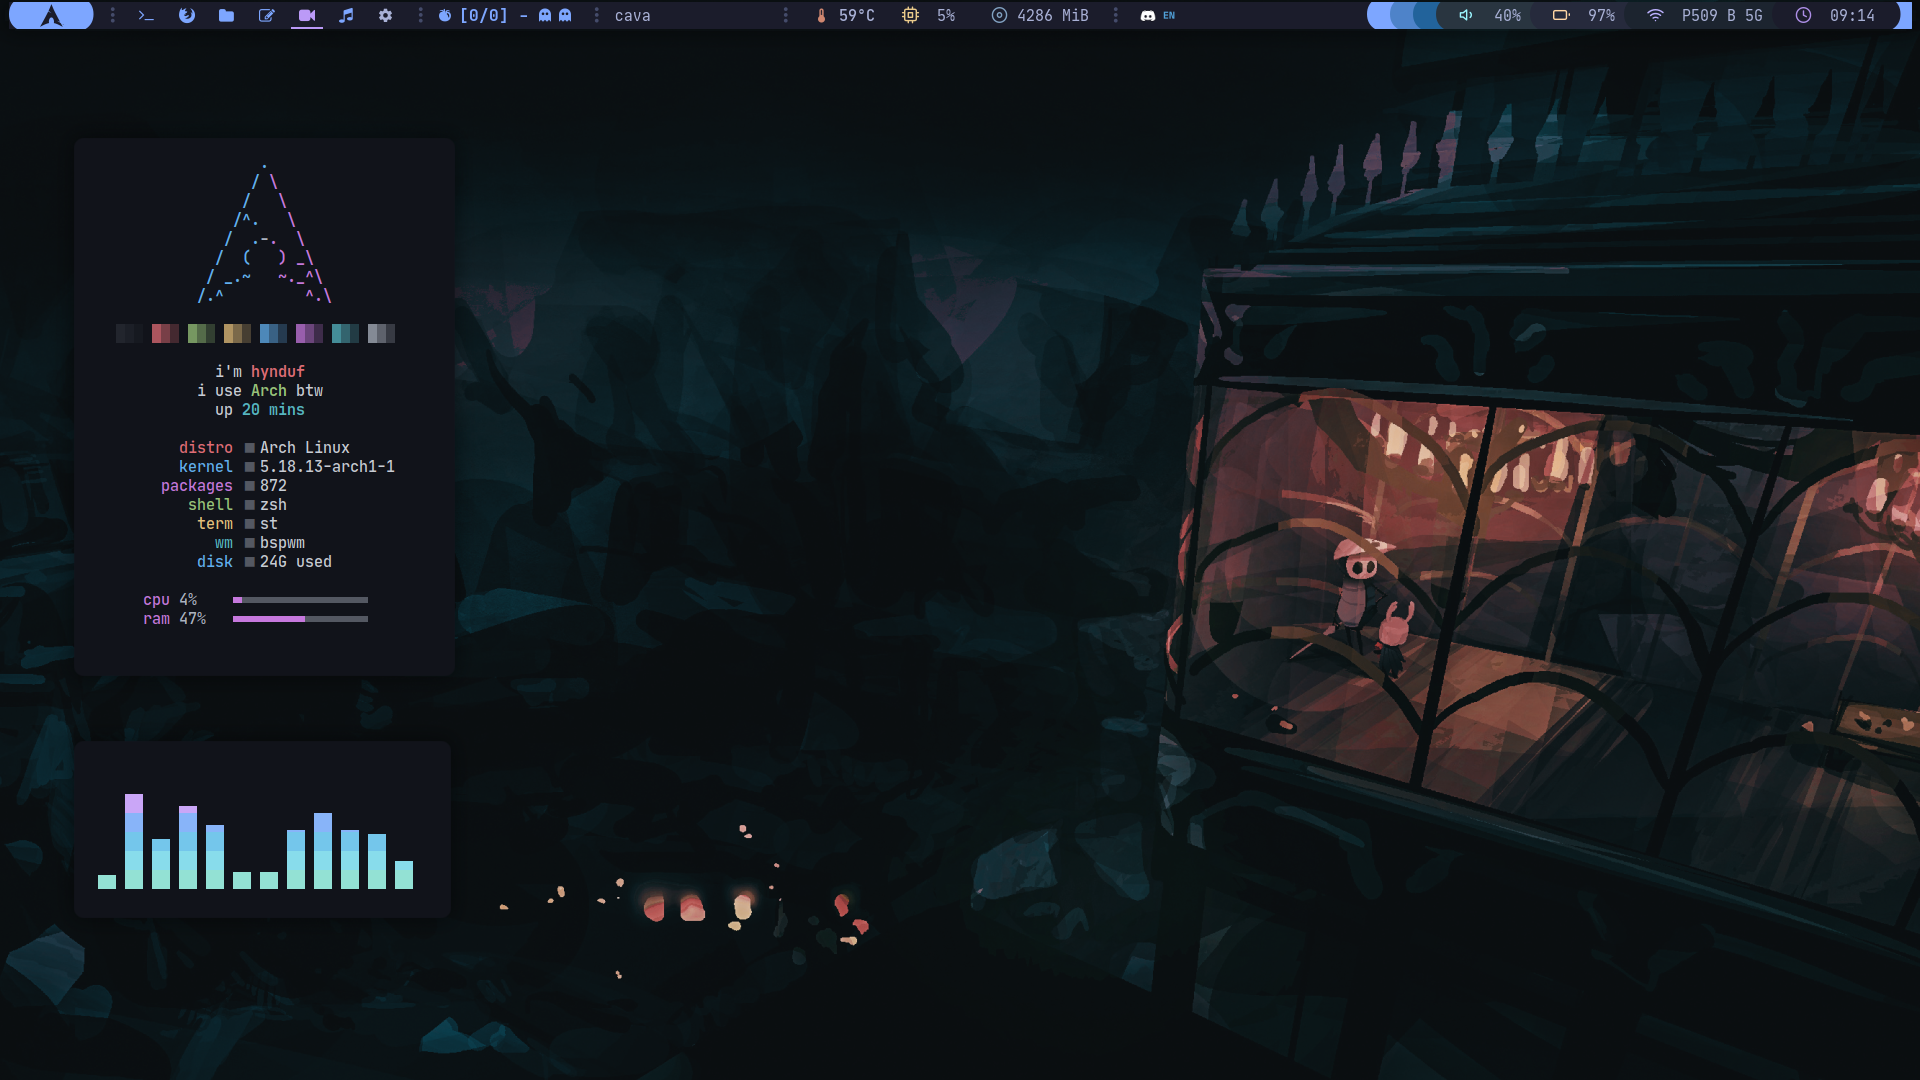 [0/0] - cava 59°C 5% 4286 MiB EN 40% 97% P509 B 5G 09:14
i'm hynduf
i use Arch btw
up 20 mins
distro Arch Linux
kernel 5.18.13-arch1-1
packages 872
shell zsh
term st
wm bspwm
disk 24G used
cpu 4%
ram 47%